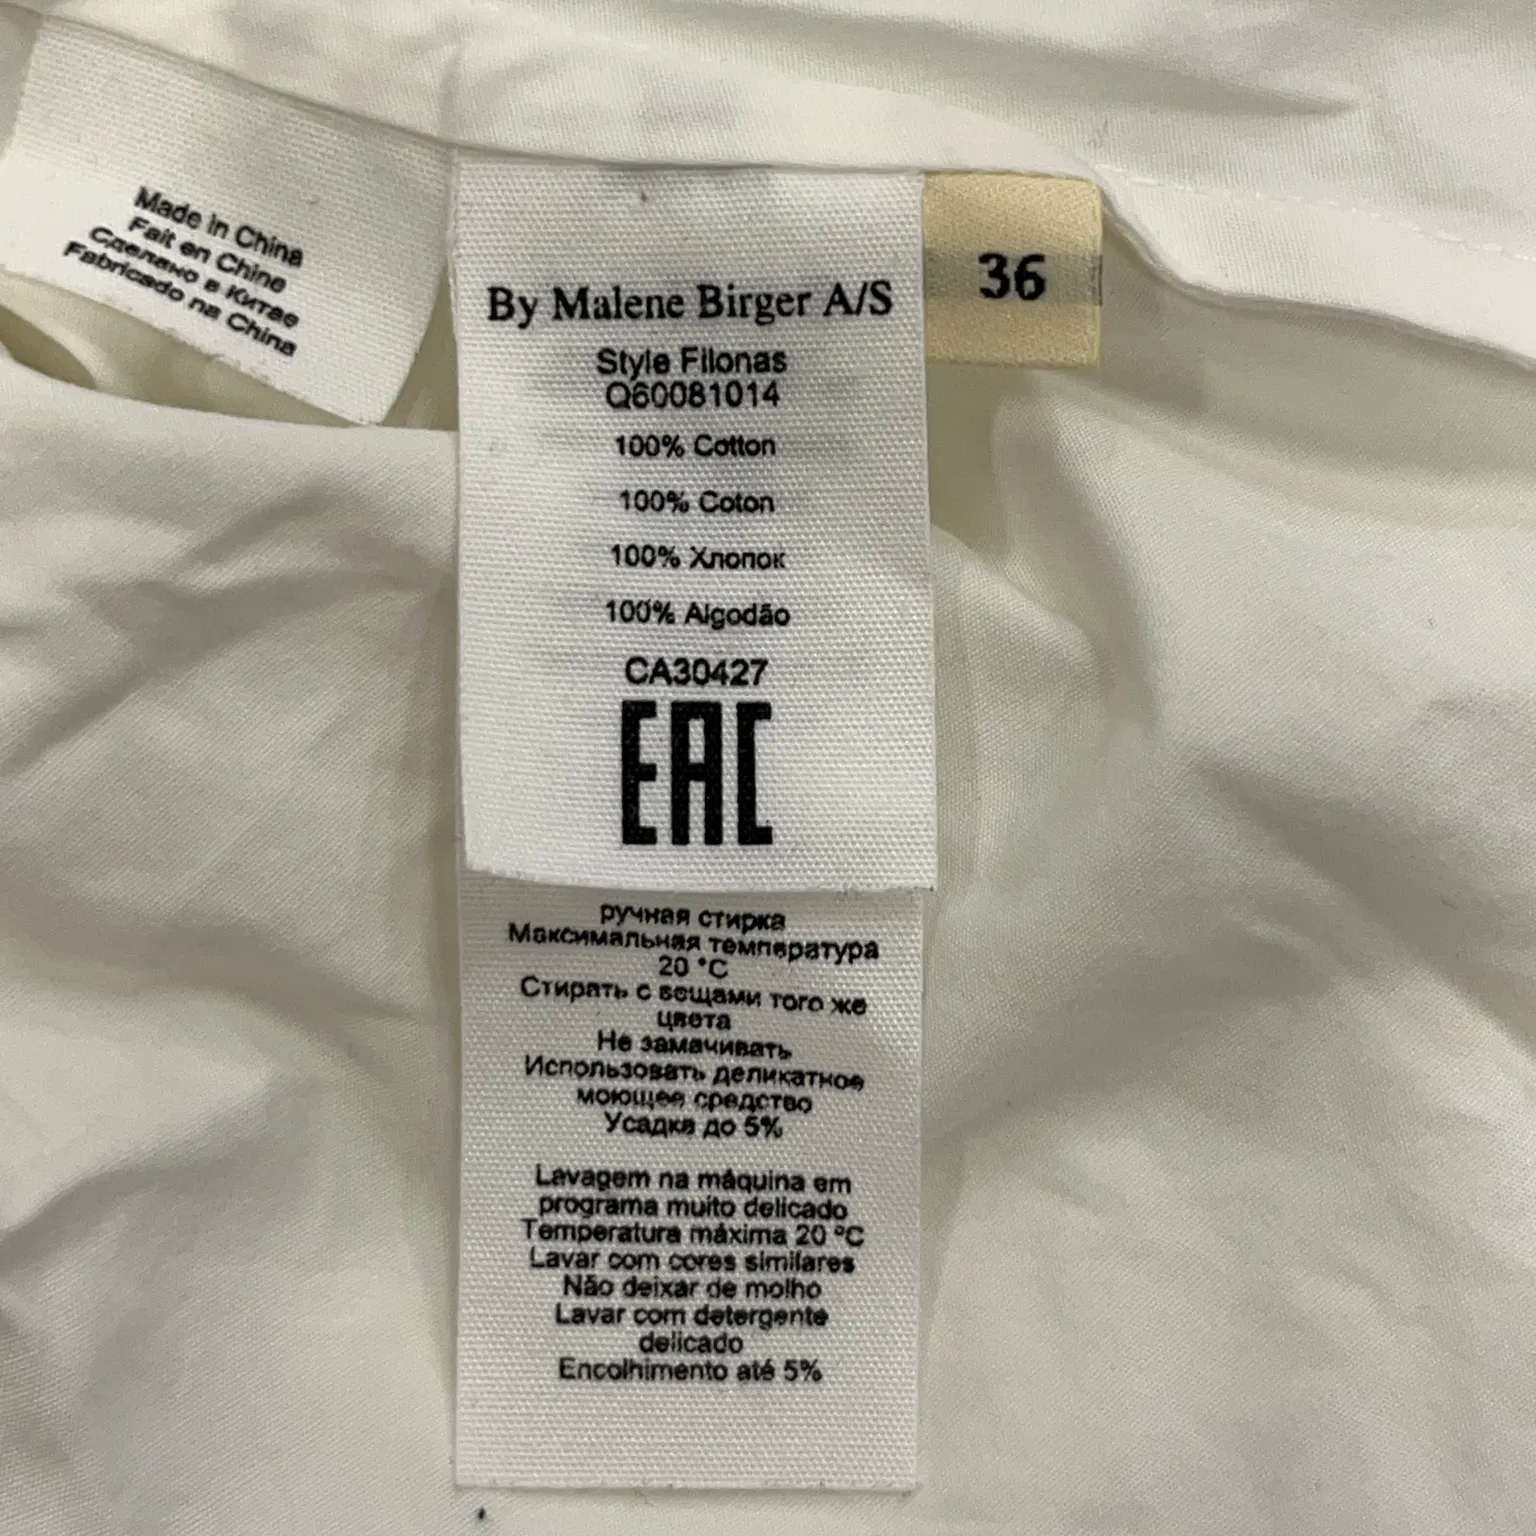 Made in China
Fait en Chine
Сделано в Китае
Fabricado na China
By Malene Birger A/S
36
Style Filonas
Q60081014
100% Cotton
100% Coton
100% Хлопок
100% Algodão
CA30427
EAC
ручная стирка
Максимальная температура
20 °C
Стирать с вещами того же
цвета
Не замачивать
Использовать деликатное
моющее средство
Усадка до 5%
Lavagem na máquina em
programa muito delicado
Temperatura máxima 20 ºC
Lavar com cores similares
Não deixar de molho
Lavar com detergente
delicado
Encolhimento até 5%